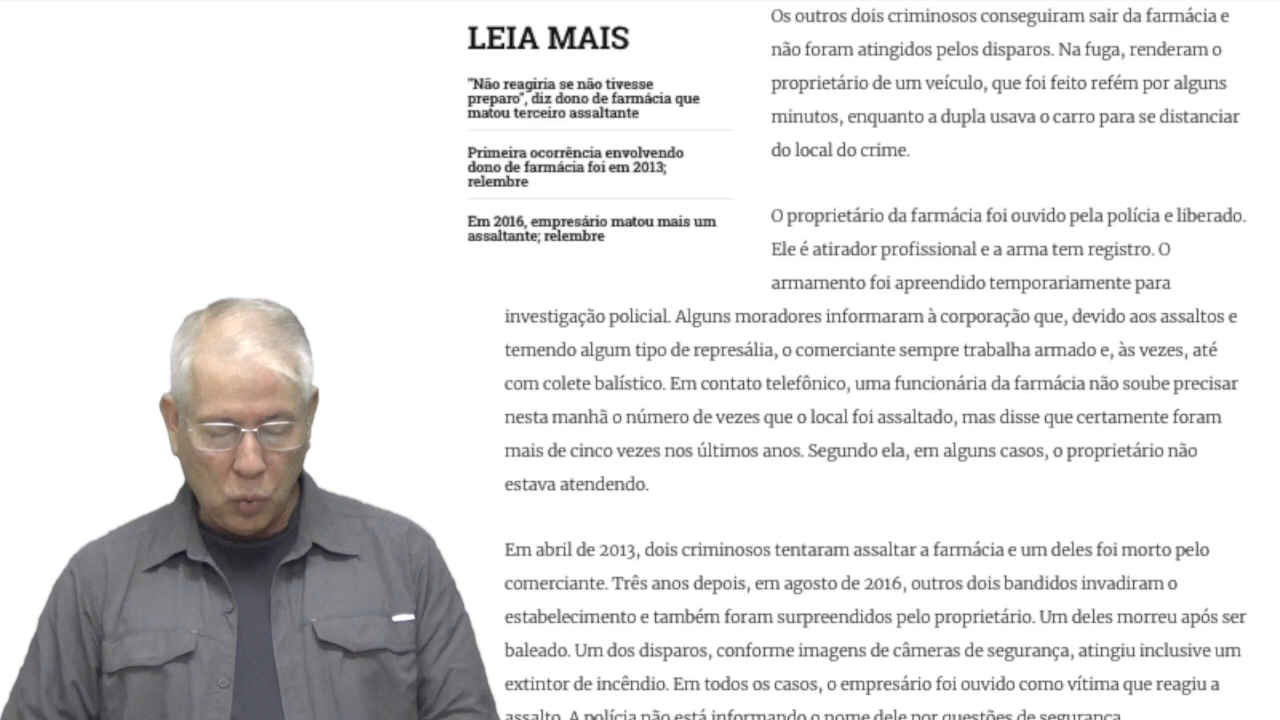 LEIA MAIS
"Não reagiria se não tivesse
preparo", diz dono de farmácia que
matou terceiro assaltante
Primeira ocorrência envolvendo
dono de farmácia foi em 2013;
relembre
Em 2016, empresário matou mais um
assaltante; relembre
Os outros dois criminosos conseguiram sair da farmácia e
não foram atingidos pelos disparos. Na fuga, renderam o
proprietário de um veículo, que foi feito refém por alguns
minutos, enquanto a dupla usava o carro para se distanciar
do local do crime.
O proprietário da farmácia foi ouvido pela polícia e liberado.
Ele é atirador profissional e a arma tem registro. O
armamento foi apreendido temporariamente para
investigação policial. Alguns moradores informaram à corporação que, devido aos assaltos e
temendo algum tipo de represália, o comerciante sempre trabalha armado e, às vezes, até
com colete balístico. Em contato telefônico, uma funcionária da farmácia não soube precisar
nesta manhã o número de vezes que o local foi assaltado, mas disse que certamente foram
mais de cinco vezes nos últimos anos. Segundo ela, em alguns casos, o proprietário não
estava atendendo.
Em abril de 2013, dois criminosos tentaram assaltar a farmácia e um deles foi morto pelo
comerciante. Três anos depois, em agosto de 2016, outros dois bandidos invadiram o
estabelecimento e também foram surpreendidos pelo proprietário. Um deles morreu após ser
baleado. Um dos disparos, conforme imagens de câmeras de segurança, atingiu inclusive um
extintor de incêndio. Em todos os casos, o empresário foi ouvido como vítima que reagiu a
assalto. A polícia não está informando o nome dele por questões de segurança.